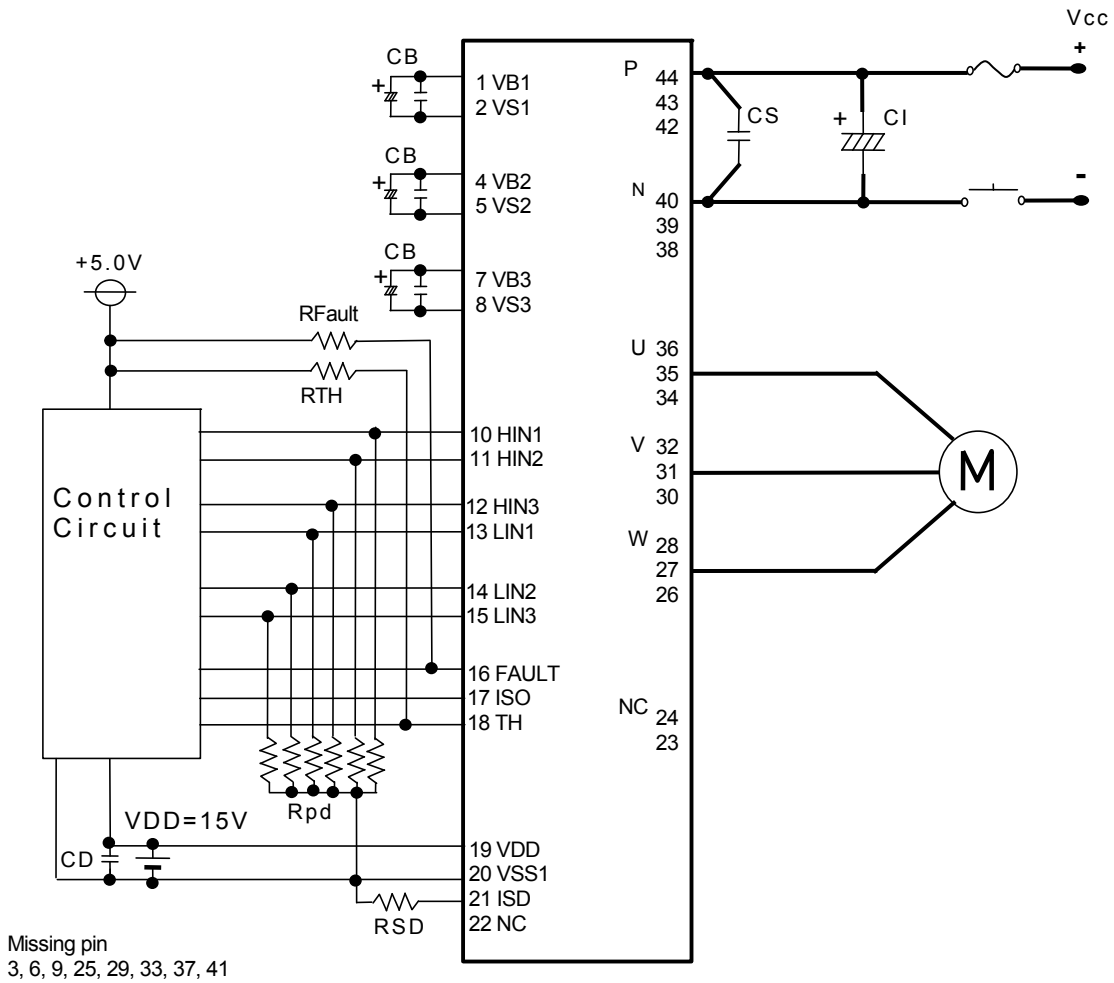 Vcc
+
-
CB
+
1 VB1
2 VS1
CB
+
4 VB2
5 VS2
CB
+
7 VB3
8 VS3
P 44
43
42
CS
+ CI
N 40
39
38
+5.0V
RFault
RTH
U 36
35
34
V 32
31
30
W 28
27
26
M
NC 24
23
Control
Circuit
10 HIN1
11 HIN2
12 HIN3
13 LIN1
14 LIN2
15 LIN3
16 FAULT
17 ISO
18 TH
Rpd
VDD=15V
CD
19 VDD
20 VSS1
21 ISD
22 NC
RSD
Missing pin
3, 6, 9, 25, 29, 33, 37, 41